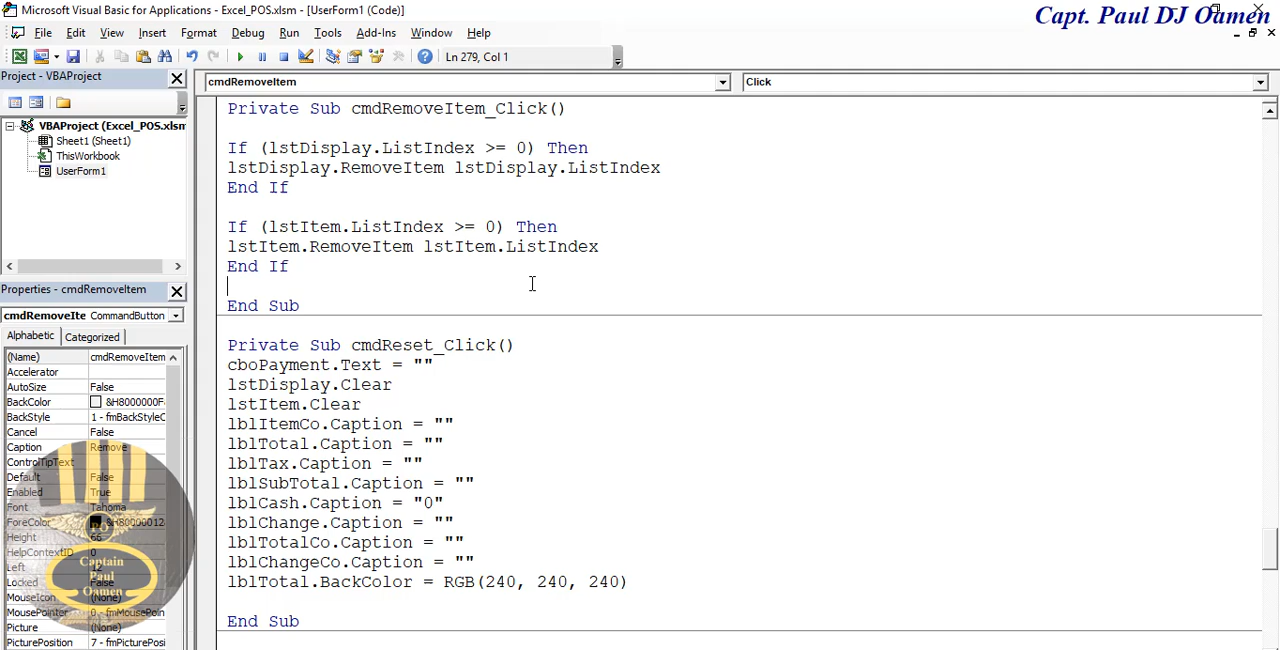 Microsoft Visual Basic for Applications - Excel_POS.xlsm - [UserForm1 (Code)]
Capt. Paul DJ Oamen
File Edit View Insert Format Debug Run Tools Add-Ins Window Help
Ln 279, Col 1
Project - VBAProject
cmdRemoveItem
Click
VBAProject (Excel_POS.xlsm
Sheet1 (Sheet1)
ThisWorkbook
UserForm1
Properties - cmdRemoveItem
cmdRemoveIte CommandButton
Alphabetic Categorized
(Name) cmdRemoveItem
Accelerator
AutoSize False
BackColor &H8000000F
BackStyle 1 - fmBackStyleO
Cancel False
Caption Remove
ControlTipText
Default False
Enabled True
Font Tahoma
ForeColor &H80000012
Height 66
HelpContextID 0
Left 12
Locked False
MouseIcon (None)
MousePointer 0 - fmMousePoin
Picture (None)
PicturePosition 7 - fmPicturePosi
Captain
Paul
Oamen
Private Sub cmdRemoveItem_Click()
If (lstDisplay.ListIndex >= 0) Then
lstDisplay.RemoveItem lstDisplay.ListIndex
End If
If (lstItem.ListIndex >= 0) Then
lstItem.RemoveItem lstItem.ListIndex
End If
End Sub
Private Sub cmdReset_Click()
cboPayment.Text = ""
lstDisplay.Clear
lstItem.Clear
lblItemCo.Caption = ""
lblTotal.Caption = ""
lblTax.Caption = ""
lblSubTotal.Caption = ""
lblCash.Caption = "0"
lblChange.Caption = ""
lblTotalCo.Caption = ""
lblChangeCo.Caption = ""
lblTotal.BackColor = RGB(240, 240, 240)
End Sub